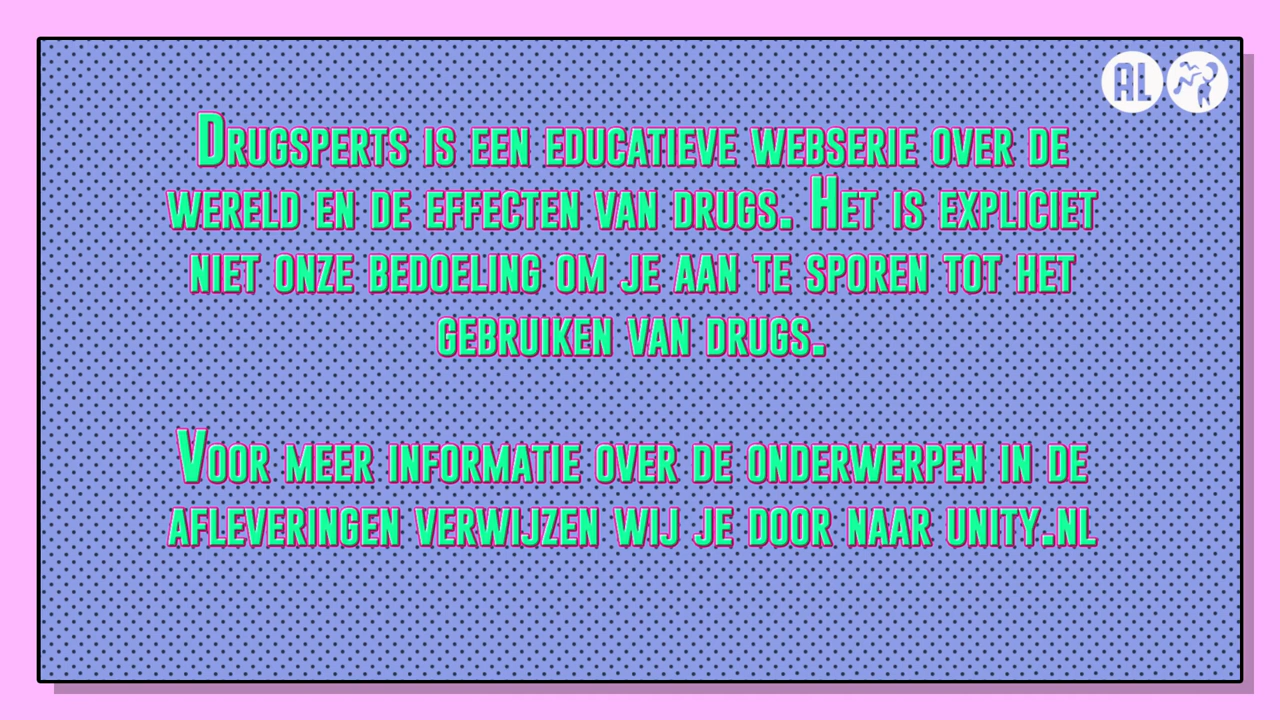 AL
Drugsperts is een educatieve webserie over de
wereld en de effecten van drugs. Het is expliciet
niet onze bedoeling om je aan te sporen tot het
gebruiken van drugs.
Voor meer informatie over de onderwerpen in de
afleveringen verwijzen wij je door naar unity.nl